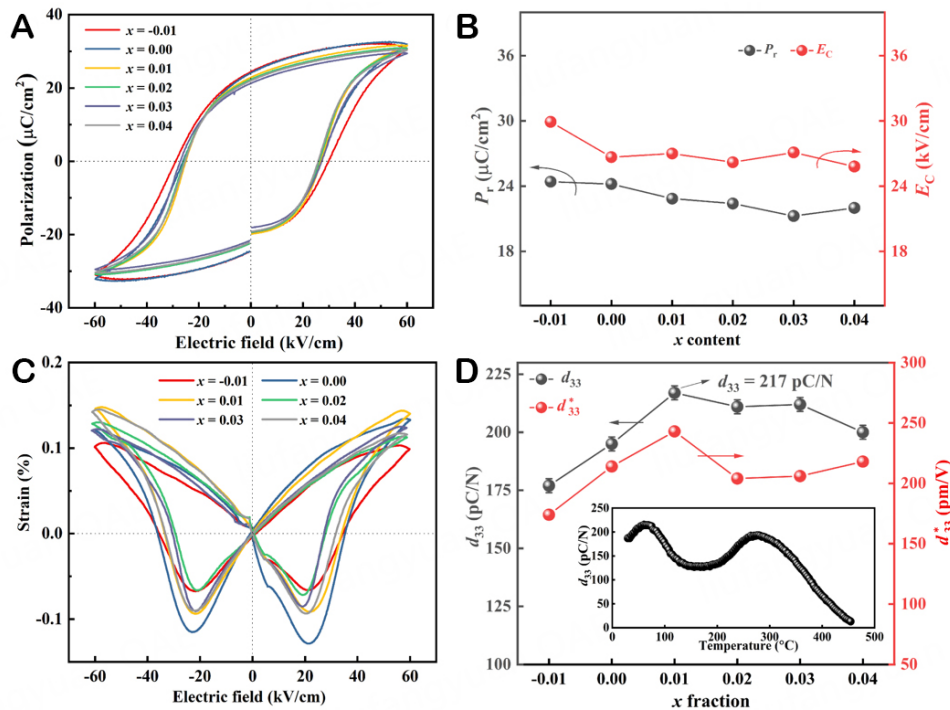 A
x = -0.01
x = 0.00
x = 0.01
x = 0.02
x = 0.03
x = 0.04
Polarization (μC/cm²)
40
20
0
-20
-40
-60 -40 -20 0 20 40 60
Electric field (kV/cm)
B
Pr
EC
Pr (μC/cm²)
36
30
24
18
EC (kV/cm)
36
30
24
18
-0.01 0.00 0.01 0.02 0.03 0.04
x content
C
x = -0.01 x = 0.00
x = 0.01 x = 0.02
x = 0.03 x = 0.04
Strain (%)
0.2
0.1
0.0
-0.1
-60 -40 -20 0 20 40 60
Electric field (kV/cm)
D
d33
d*33
d33 = 217 pC/N
d33 (pC/N)
225
200
175
150
125
100
d*33 (pm/V)
300
250
200
150
100
50
d33 (pC/N)
250
200
150
100
50
0
0 100 200 300 400 500
Temperature (°C)
-0.01 0.00 0.01 0.02 0.03 0.04
x fraction